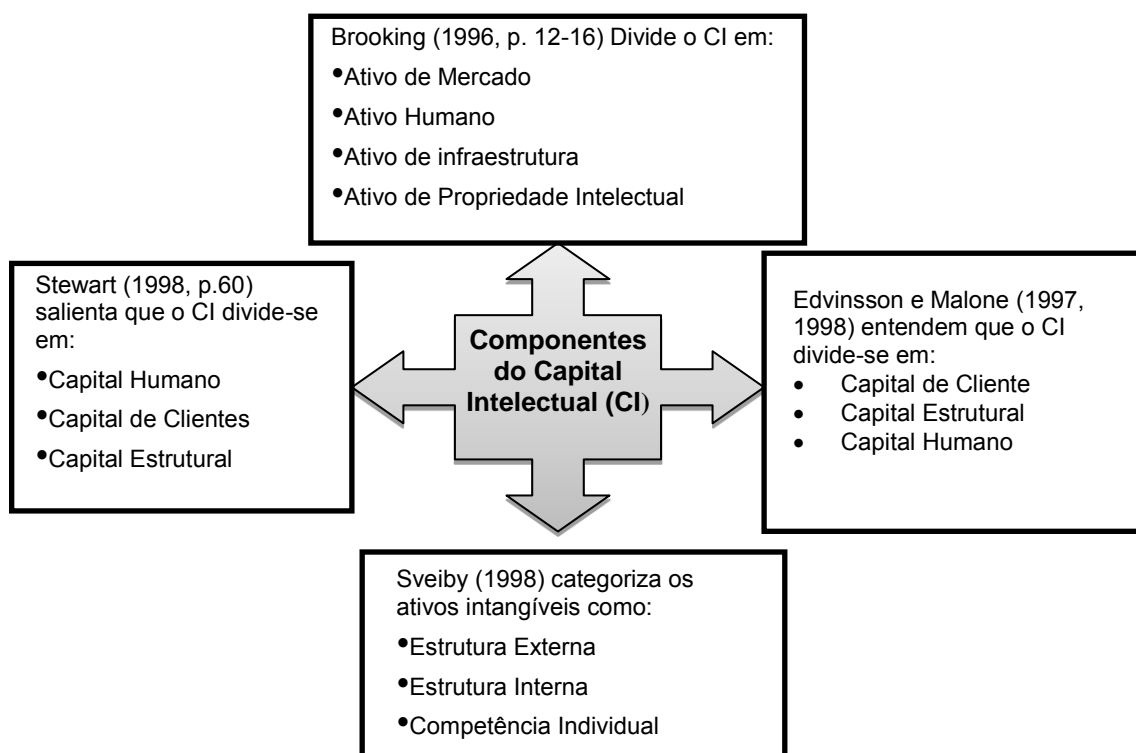 Brooking (1996, p. 12-16) Divide o CI em:
•Ativo de Mercado
•Ativo Humano
•Ativo de infraestrutura
•Ativo de Propriedade Intelectual
Stewart (1998, p.60)
salienta que o CI divide-se
em:
•Capital Humano
•Capital de Clientes
•Capital Estrutural
Componentes
do Capital
Intelectual (CI)
Edvinsson e Malone (1997,
1998) entendem que o CI
divide-se em:
• Capital de Cliente
• Capital Estrutural
• Capital Humano
Sveiby (1998) categoriza os
ativos intangíveis como:
•Estrutura Externa
•Estrutura Interna
•Competência Individual